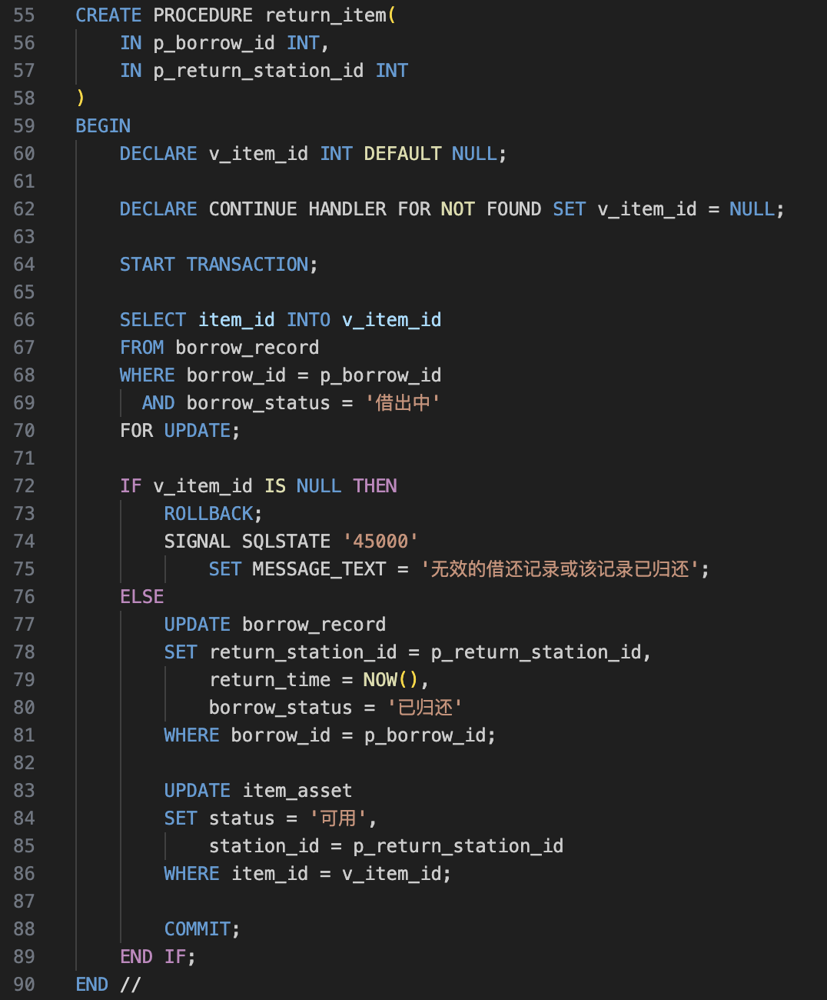 55 CREATE PROCEDURE return_item(
56     IN p_borrow_id INT,
57     IN p_return_station_id INT
58 )
59 BEGIN
60     DECLARE v_item_id INT DEFAULT NULL;
61
62     DECLARE CONTINUE HANDLER FOR NOT FOUND SET v_item_id = NULL;
63
64     START TRANSACTION;
65
66     SELECT item_id INTO v_item_id
67     FROM borrow_record
68     WHERE borrow_id = p_borrow_id
69       AND borrow_status = '借出中'
70     FOR UPDATE;
71
72     IF v_item_id IS NULL THEN
73         ROLLBACK;
74         SIGNAL SQLSTATE '45000'
75             SET MESSAGE_TEXT = '无效的借还记录或该记录已归还';
76     ELSE
77         UPDATE borrow_record
78         SET return_station_id = p_return_station_id,
79             return_time = NOW(),
80             borrow_status = '已归还'
81         WHERE borrow_id = p_borrow_id;
82
83         UPDATE item_asset
84         SET status = '可用',
85             station_id = p_return_station_id
86         WHERE item_id = v_item_id;
87
88         COMMIT;
89     END IF;
90 END //